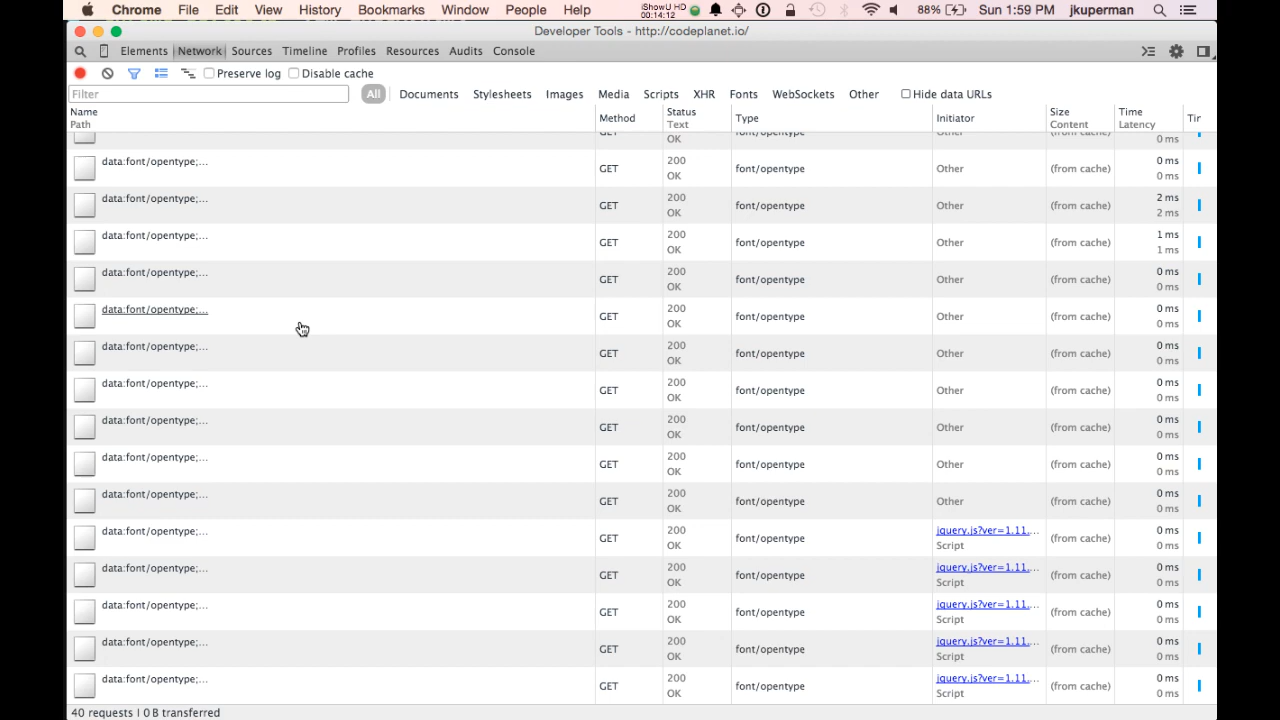 Chrome File Edit View History Bookmarks Window People Help iShowU HD 00:14:12 88% Sun 1:59 PM jkuperman
Developer Tools - http://codeplanet.io/
Elements Network Sources Timeline Profiles Resources Audits Console
Preserve log Disable cache
Filter All Documents Stylesheets Images Media Scripts XHR Fonts WebSockets Other Hide data URLs
Name Path Method Status Text Type Initiator Size Content Time Latency Tir
OK GET font/opentype Other (from cache) 0 ms
data:font/opentype;... GET 200 OK font/opentype Other (from cache) 0 ms 0 ms
data:font/opentype;... GET 200 OK font/opentype Other (from cache) 2 ms 2 ms
data:font/opentype;... GET 200 OK font/opentype Other (from cache) 1 ms 1 ms
data:font/opentype;... GET 200 OK font/opentype Other (from cache) 0 ms 0 ms
data:font/opentype;... GET 200 OK font/opentype Other (from cache) 0 ms 0 ms
data:font/opentype;... GET 200 OK font/opentype Other (from cache) 0 ms 0 ms
data:font/opentype;... GET 200 OK font/opentype Other (from cache) 0 ms 0 ms
data:font/opentype;... GET 200 OK font/opentype Other (from cache) 0 ms 0 ms
data:font/opentype;... GET 200 OK font/opentype Other (from cache) 0 ms 0 ms
data:font/opentype;... GET 200 OK font/opentype Other (from cache) 0 ms 0 ms
data:font/opentype;... GET 200 OK font/opentype jquery.js?ver=1.11.... Script (from cache) 0 ms 0 ms
data:font/opentype;... GET 200 OK font/opentype jquery.js?ver=1.11.... Script (from cache) 0 ms 0 ms
data:font/opentype;... GET 200 OK font/opentype jquery.js?ver=1.11.... Script (from cache) 0 ms 0 ms
data:font/opentype;... GET 200 OK font/opentype jquery.js?ver=1.11.... Script (from cache) 0 ms 0 ms
data:font/opentype;... GET 200 OK font/opentype jquery.js?ver=1.11.... Script (from cache) 0 ms 0 ms
40 requests | 0 B transferred